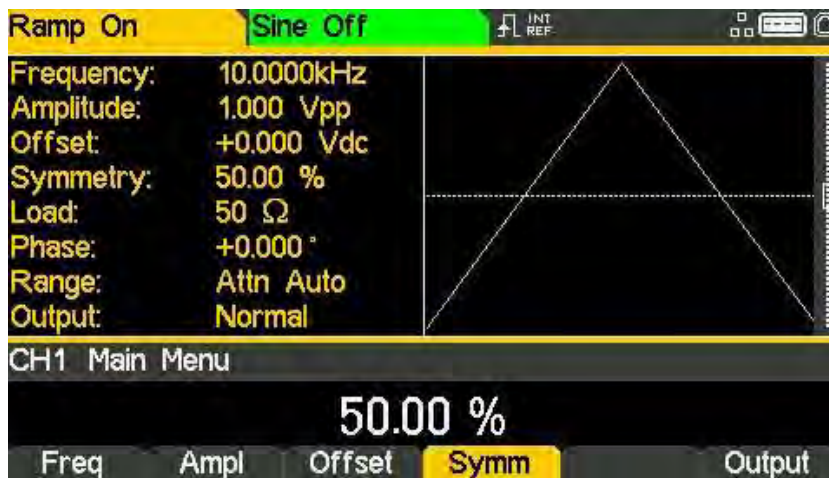 Ramp On Sine Off INT REF
Frequency: 10.0000kHz
Amplitude: 1.000 Vpp
Offset: +0.000 Vdc
Symmetry: 50.00 %
Load: 50 Ω
Phase: +0.000°
Range: Attn Auto
Output: Normal
CH1 Main Menu
50.00 %
Freq Ampl Offset Symm Output